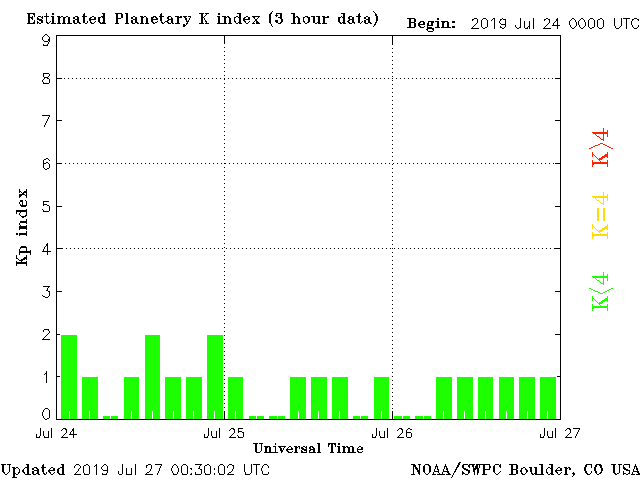 Estimated Planetary K index (3 hour data) Begin: 2019 Jul 24 0000 UTC
9
8
7
6
5
4
3
2
1
0
Kp index
K>4
K=4
K<4
Jul 24 Jul 25 Jul 26 Jul 27
Universal Time
Updated 2019 Jul 27 00:30:02 UTC NOAA/SWPC Boulder, CO USA